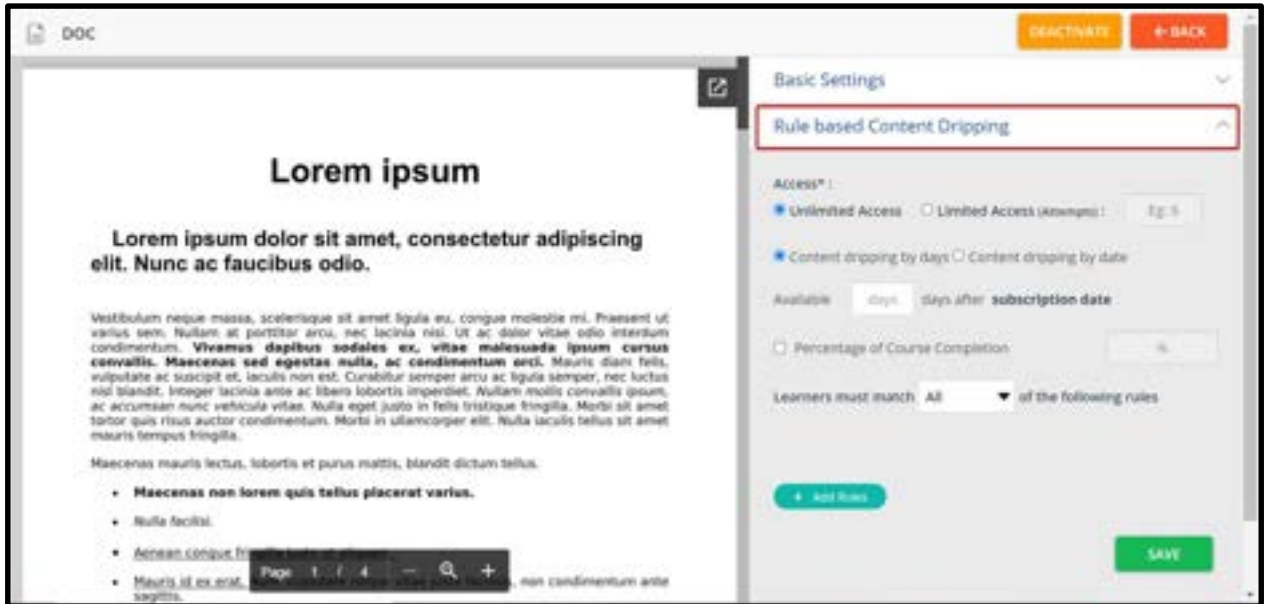 DOC
DEACTIVATE
BACK
Basic Settings
Rule based Content Dripping
Access* :
Unlimited Access Limited Access (Attempts) : Eg: 5
Content dripping by days Content dripping by date
Available days days after subscription date
Percentage of Course Completion %
Learners must match All of the following rules
+ Add Rules
SAVE
Lorem ipsum
Lorem ipsum dolor sit amet, consectetur adipiscing
elit. Nunc ac faucibus odio.
Vestibulum neque massa, scelerisque sit amet ligula eu, congue molestie mi. Praesent ut
varius sem. Nullam at porttitor arcu, nec lacinia nisi. Ut ac dolor vitae odio interdum
condimentum. Vivamus dapibus sodales ex, vitae malesuada ipsum cursus
convallis. Maecenas sed egestas nulla, ac condimentum orci. Mauris diam felis,
vulputate ac suscipit et, iaculis non est. Curabitur semper arcu ac ligula semper, nec luctus
nisl blandit. Integer lacinia ante ac libero lobortis imperdiet. Nullam mollis convallis ipsum,
ac accumsan nunc vehicula vitae. Nulla eget justo in felis tristique fringilla. Morbi sit amet
tortor quis risus auctor condimentum. Morbi in ullamcorper elit. Nulla iaculis tellus sit amet
mauris tempus fringilla.
Maecenas mauris lectus, lobortis et purus mattis, blandit dictum tellus.
• Maecenas non lorem quis tellus placerat varius.
• Nulla facilisi.
• Aenean congue
• Mauris id ex erat. non condimentum ante
sagittis.
Page 1 / 4 − +